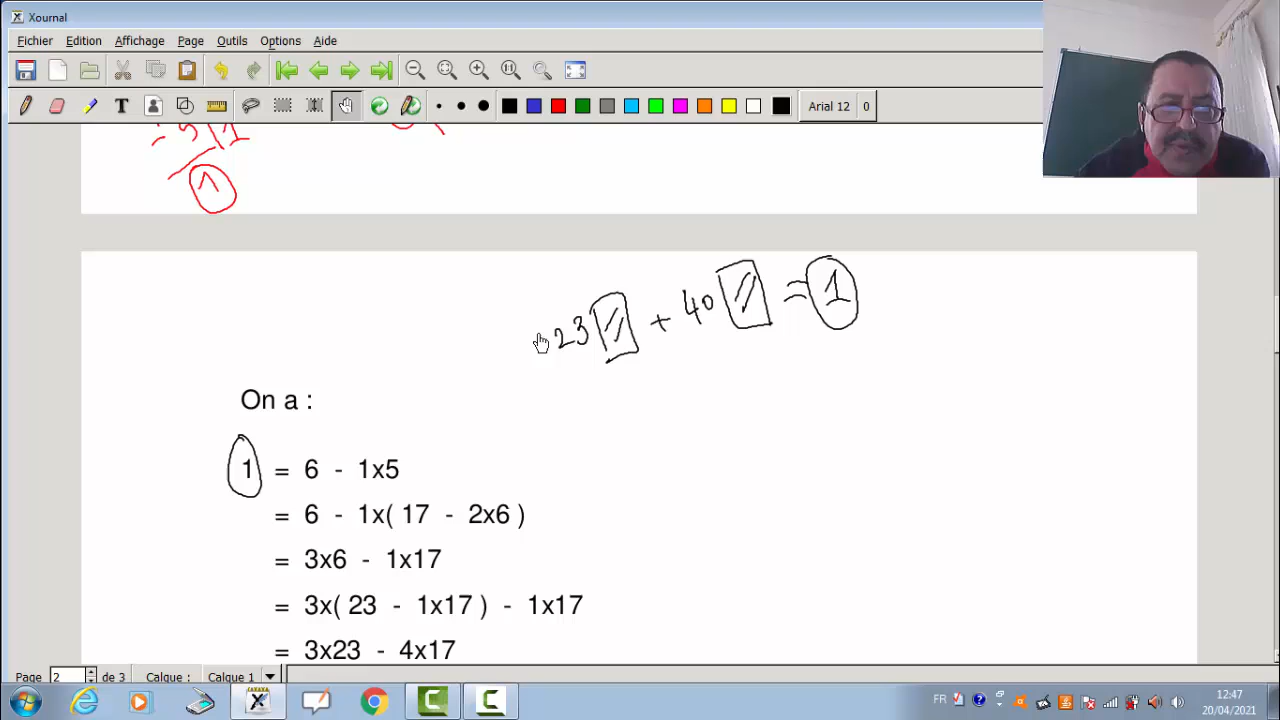 Xournal
Fichier Edition Affichage Page Outils Options Aide
Arial 12 0
1
23 + 40 = 1
On a :
1 = 6 - 1x5
= 6 - 1x( 17 - 2x6 )
= 3x6 - 1x17
= 3x( 23 - 1x17 ) - 1x17
= 3x23 - 4x17
Page 2 de 3 Calque : Calque 1
FR 12:47
20/04/2021